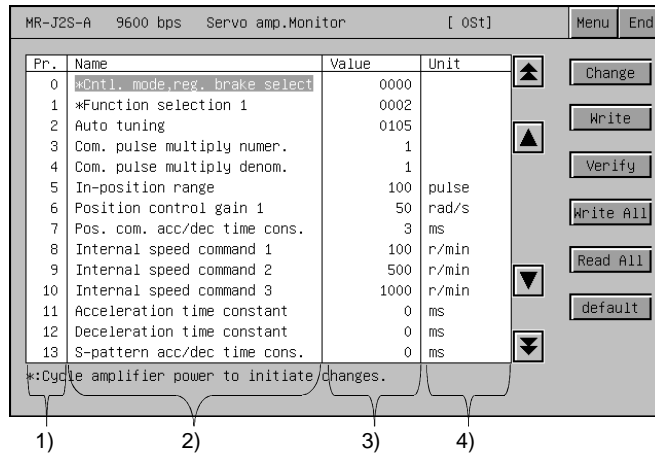 MR-J2S-A 9600 bps Servo amp.Monitor [ 0St] Menu End
Pr. Name Value Unit
0 *Cntl. mode,reg. brake select 0000
1 *Function selection 1 0002
2 Auto tuning 0105
3 Com. pulse multiply numer. 1
4 Com. pulse multiply denom. 1
5 In-position range 100 pulse
6 Position control gain 1 50 rad/s
7 Pos. com. acc/dec time cons. 3 ms
8 Internal speed command 1 100 r/min
9 Internal speed command 2 500 r/min
10 Internal speed command 3 1000 r/min
11 Acceleration time constant 0 ms
12 Deceleration time constant 0 ms
13 S-pattern acc/dec time cons. 0 ms
Change
Write
Verify
Write All
Read All
default
*:Cycle amplifier power to initiate changes.
1) 2) 3) 4)